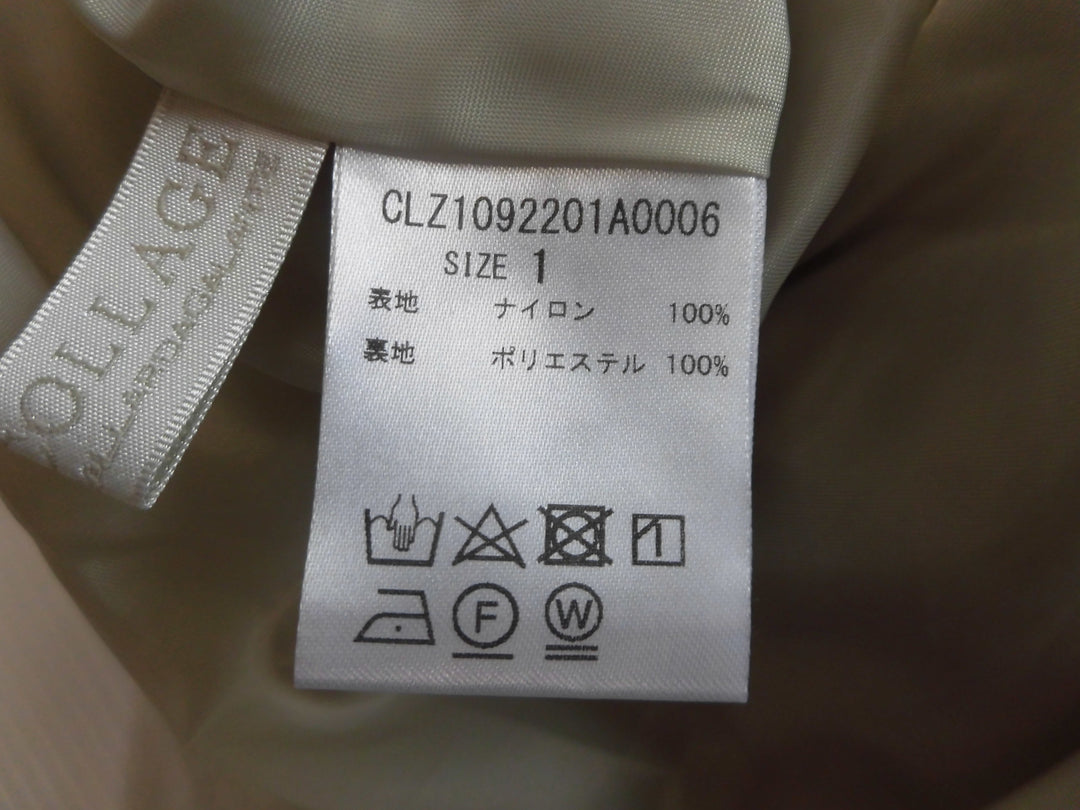 OLLAGE
CLZ1092201A0006
SIZE 1
表地 ナイロン 100%
裏地 ポリエステル 100%
F
W